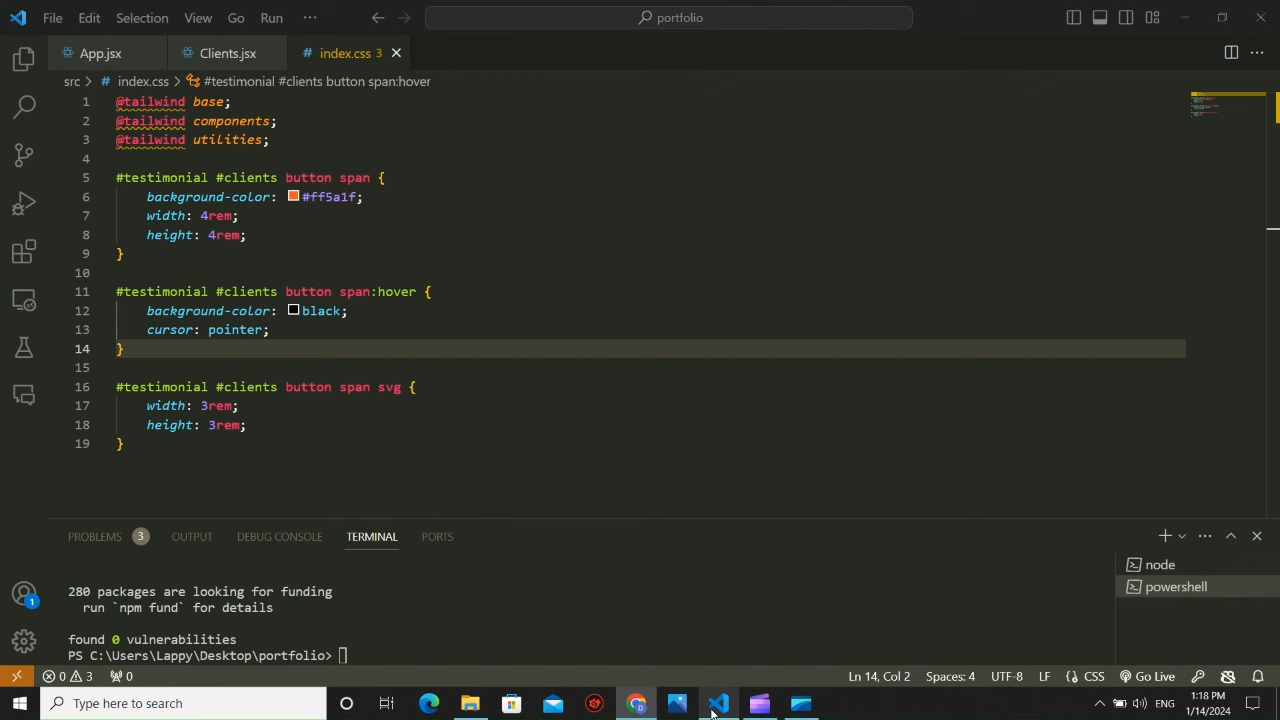 File Edit Selection View Go Run ··· portfolio
App.jsx Clients.jsx # index.css 3
src > # index.css > #testimonial #clients button span:hover
1 @tailwind base;
2 @tailwind components;
3 @tailwind utilities;
4
5 #testimonial #clients button span {
6 background-color: #ff5a1f;
7 width: 4rem;
8 height: 4rem;
9 }
10
11 #testimonial #clients button span:hover {
12 background-color: black;
13 cursor: pointer;
14 }
15
16 #testimonial #clients button span svg {
17 width: 3rem;
18 height: 3rem;
19 }
PROBLEMS 3 OUTPUT DEBUG CONSOLE TERMINAL PORTS
node
powershell
280 packages are looking for funding
run `npm fund` for details
found 0 vulnerabilities
PS C:\Users\Lappy\Desktop\portfolio>
1
0 3 0 Ln 14, Col 2 Spaces: 4 UTF-8 LF { } CSS Go Live
Type here to search D ENG 1:18 PM
1/14/2024